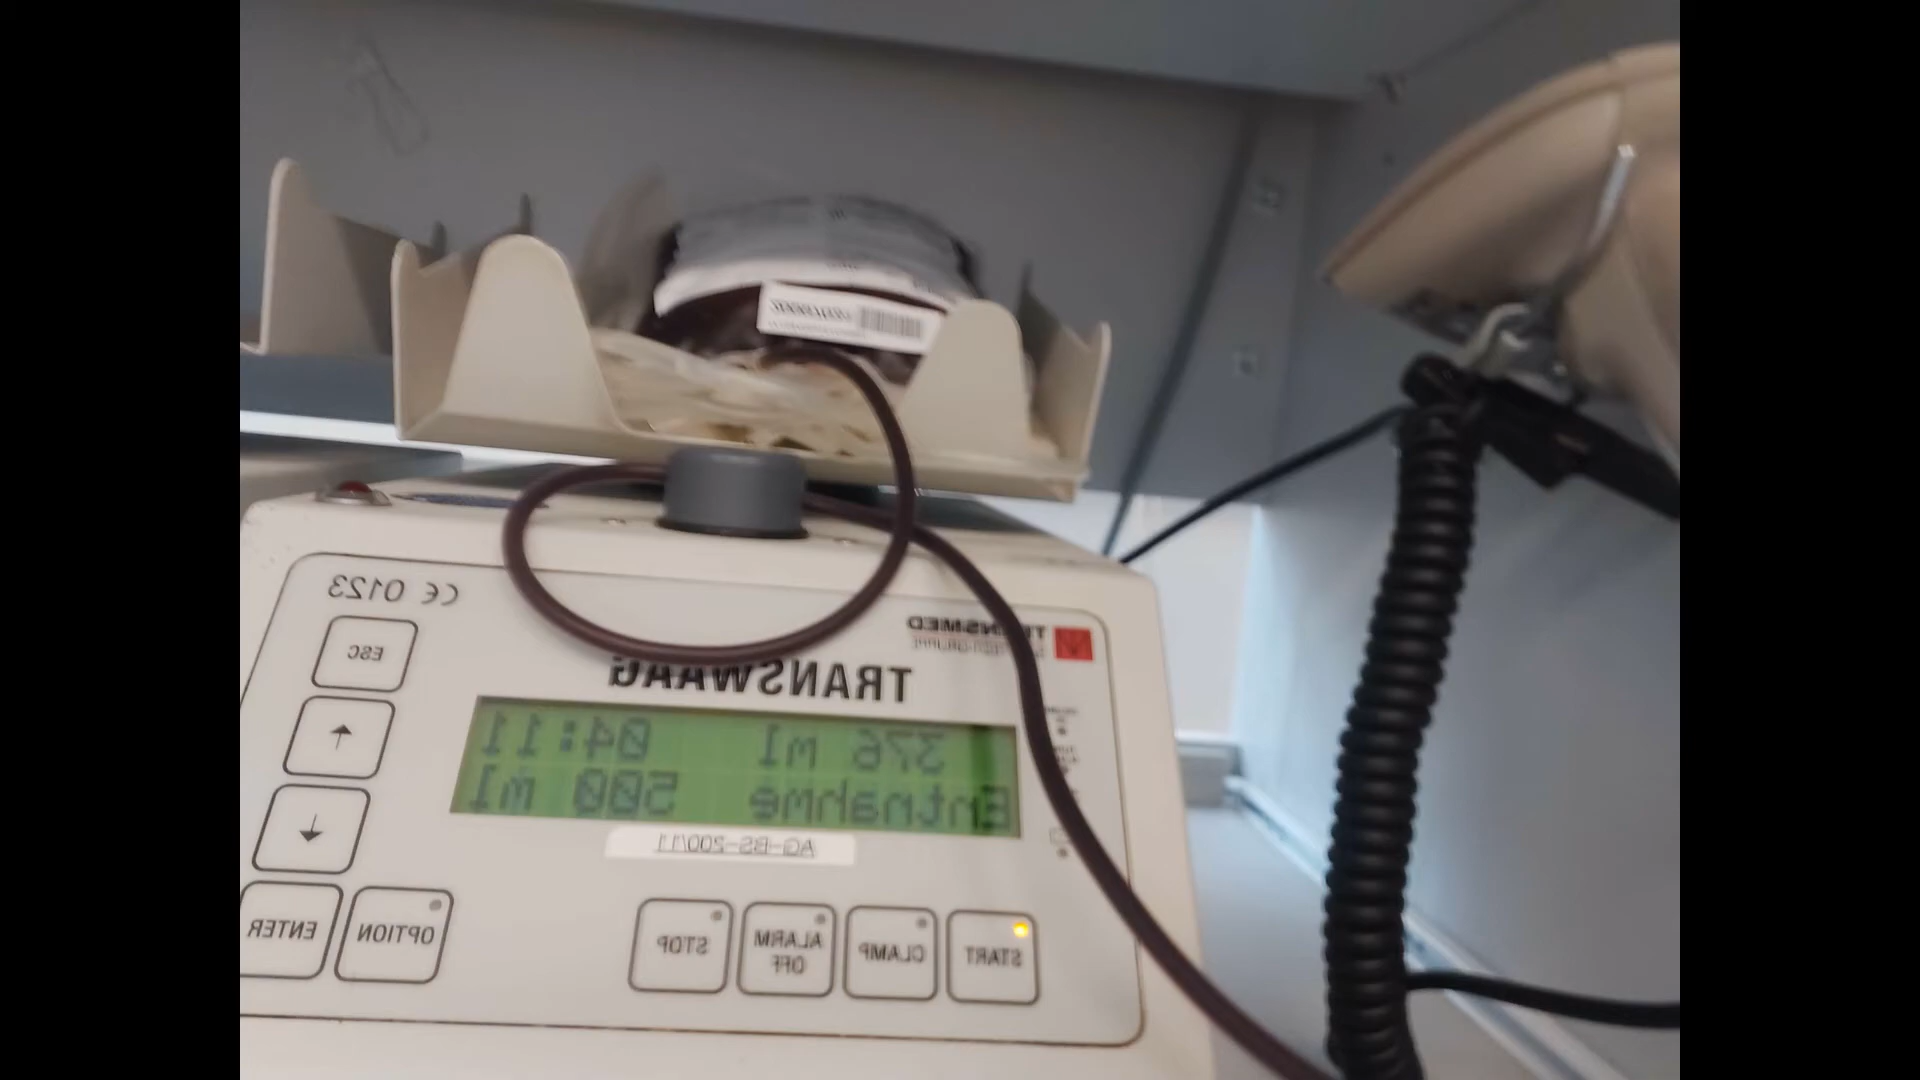 CE 0123
TRANSMED
TRANSWAAG
376 ml 04:11
Entnahme 500 ml
AG-BS-200/11
ESC
START
CLAMP
ALARM OFF
STOP
OPTION
ENTER